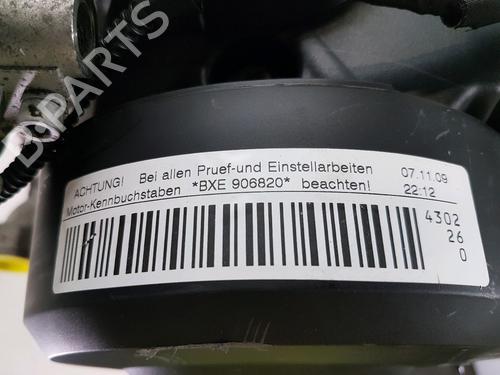 B-PARTS
ACHTUNG! Bei allen Pruef-und Einstellarbeiten
Motor-Kennbuchstaben *BXE 906820* beachten!
07.11.09
22:12
4302
26
0